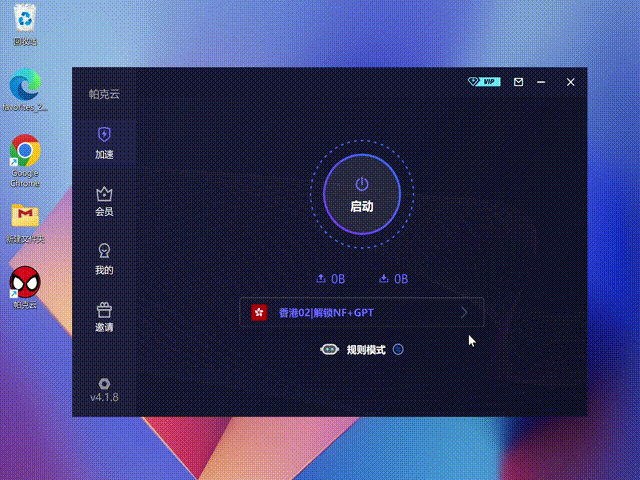 回收站
favorites_2...
Google
Chrome
新建文件夹
帕克云
帕克云
VIP
加速
会员
我的
邀请
v4.1.8
启动
0B
0B
香港02|解锁NF+GPT
规则模式